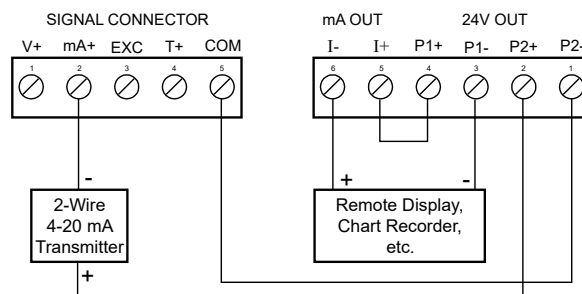 SIGNAL CONNECTOR
mA OUT 24V OUT
V+ mA+ EXC T+ COM
I- I+ P1+ P1- P2+ P2-
1 2 3 4 5
6 5 4 3 2 1
-
+ -
2-Wire
4-20 mA
Transmitter
Remote Display,
Chart Recorder,
etc.
+